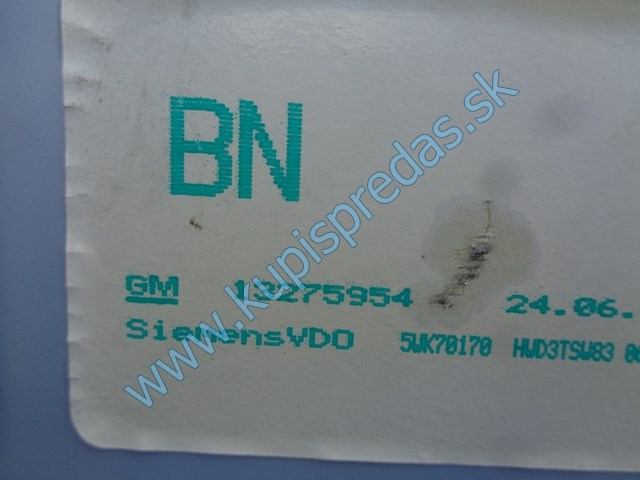 BN
GM 13275954 24.06.
SiemensVDO 5WK70170 HWD3TSW83
www.kupispredas.sk